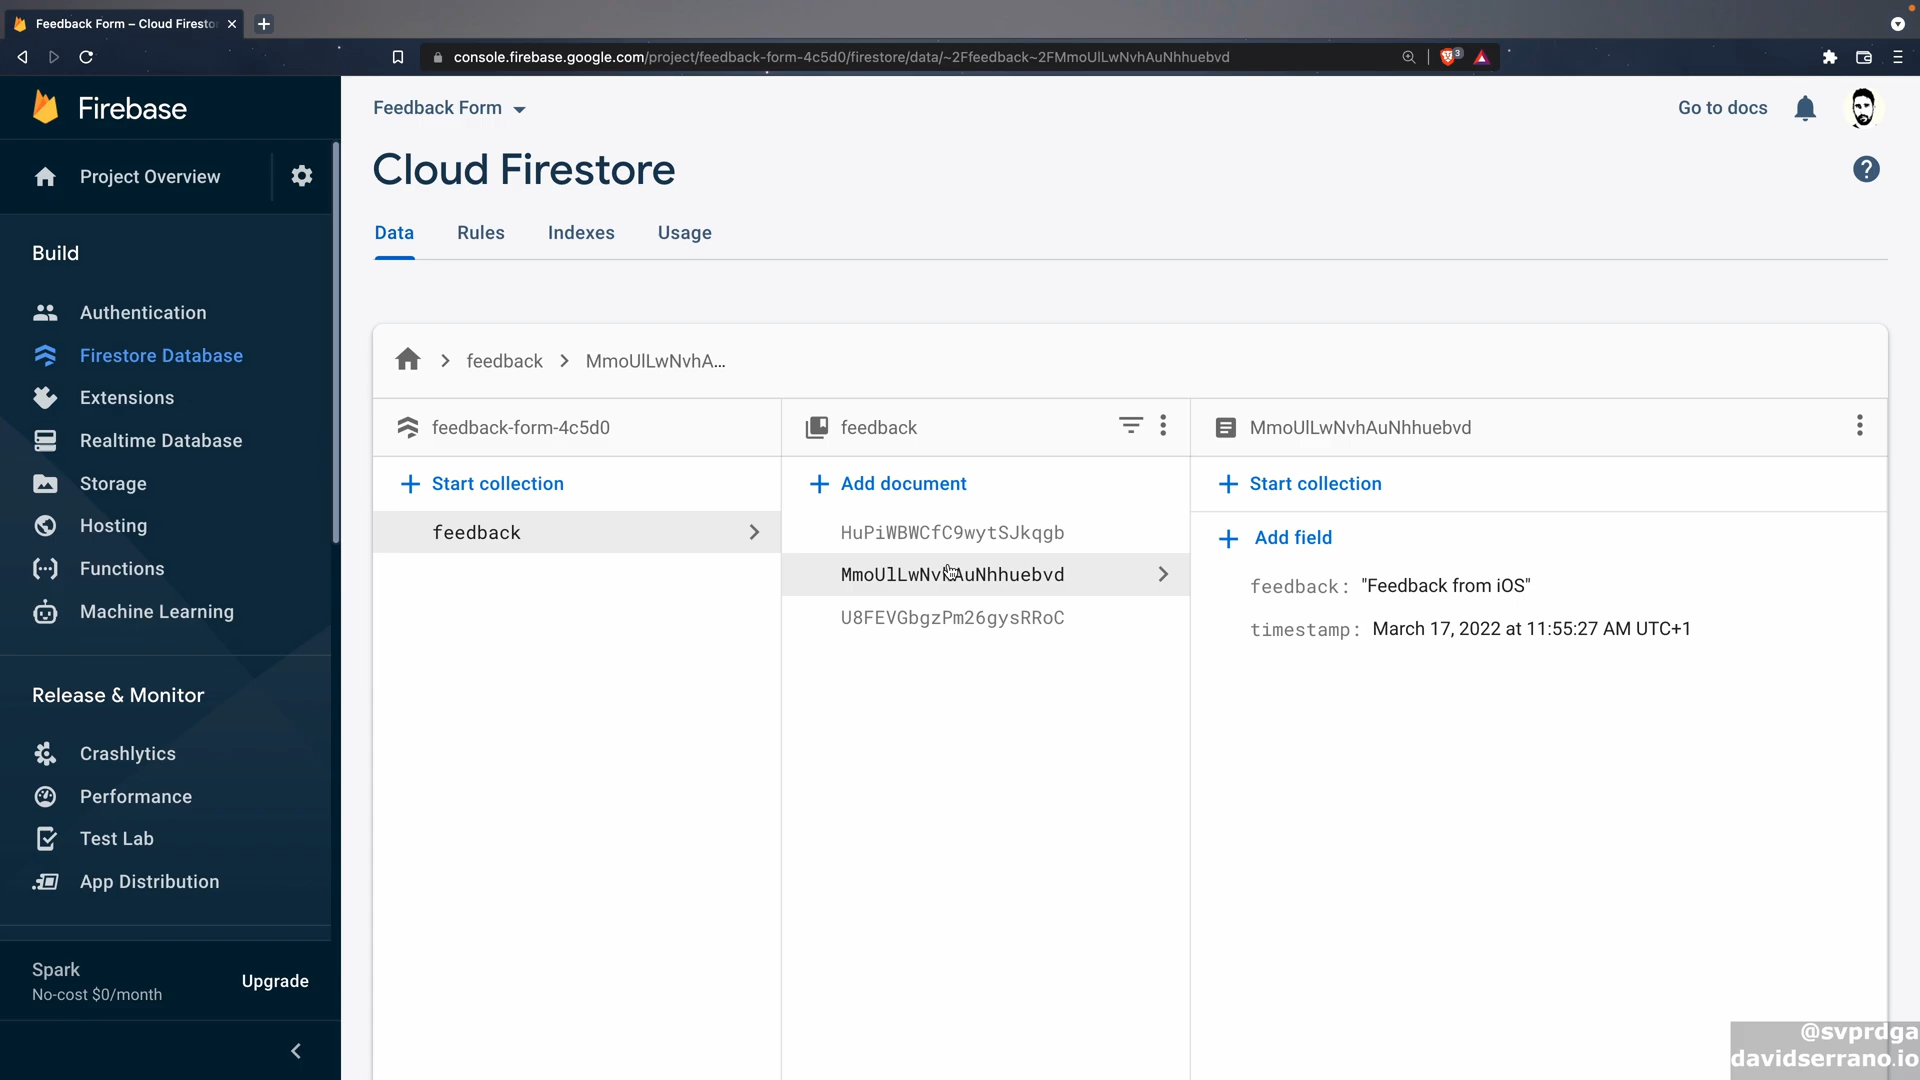 Feedback Form – Cloud Firesto
console.firebase.google.com/project/feedback-form-4c5d0/firestore/data/~2Ffeedback~2FMmoUlLwNvhAuNhhuebvd
3
Firebase
Feedback Form
Go to docs
Project Overview
Cloud Firestore
Data
Rules
Indexes
Usage
Build
Authentication
Firestore Database
Extensions
Realtime Database
Storage
Hosting
Functions
Machine Learning
Release & Monitor
Crashlytics
Performance
Test Lab
App Distribution
Spark
No-cost $0/month
Upgrade
feedback
MmoUlLwNvhA...
feedback-form-4c5d0
Start collection
feedback
feedback
Add document
HuPiWBWCfC9wytSJkqgb
MmoUlLwNvhAuNhhuebvd
U8FEVGbgzPm26gysRRoC
MmoUlLwNvhAuNhhuebvd
Start collection
Add field
feedback: "Feedback from iOS"
timestamp: March 17, 2022 at 11:55:27 AM UTC+1
@svprdga
davidserrano.io